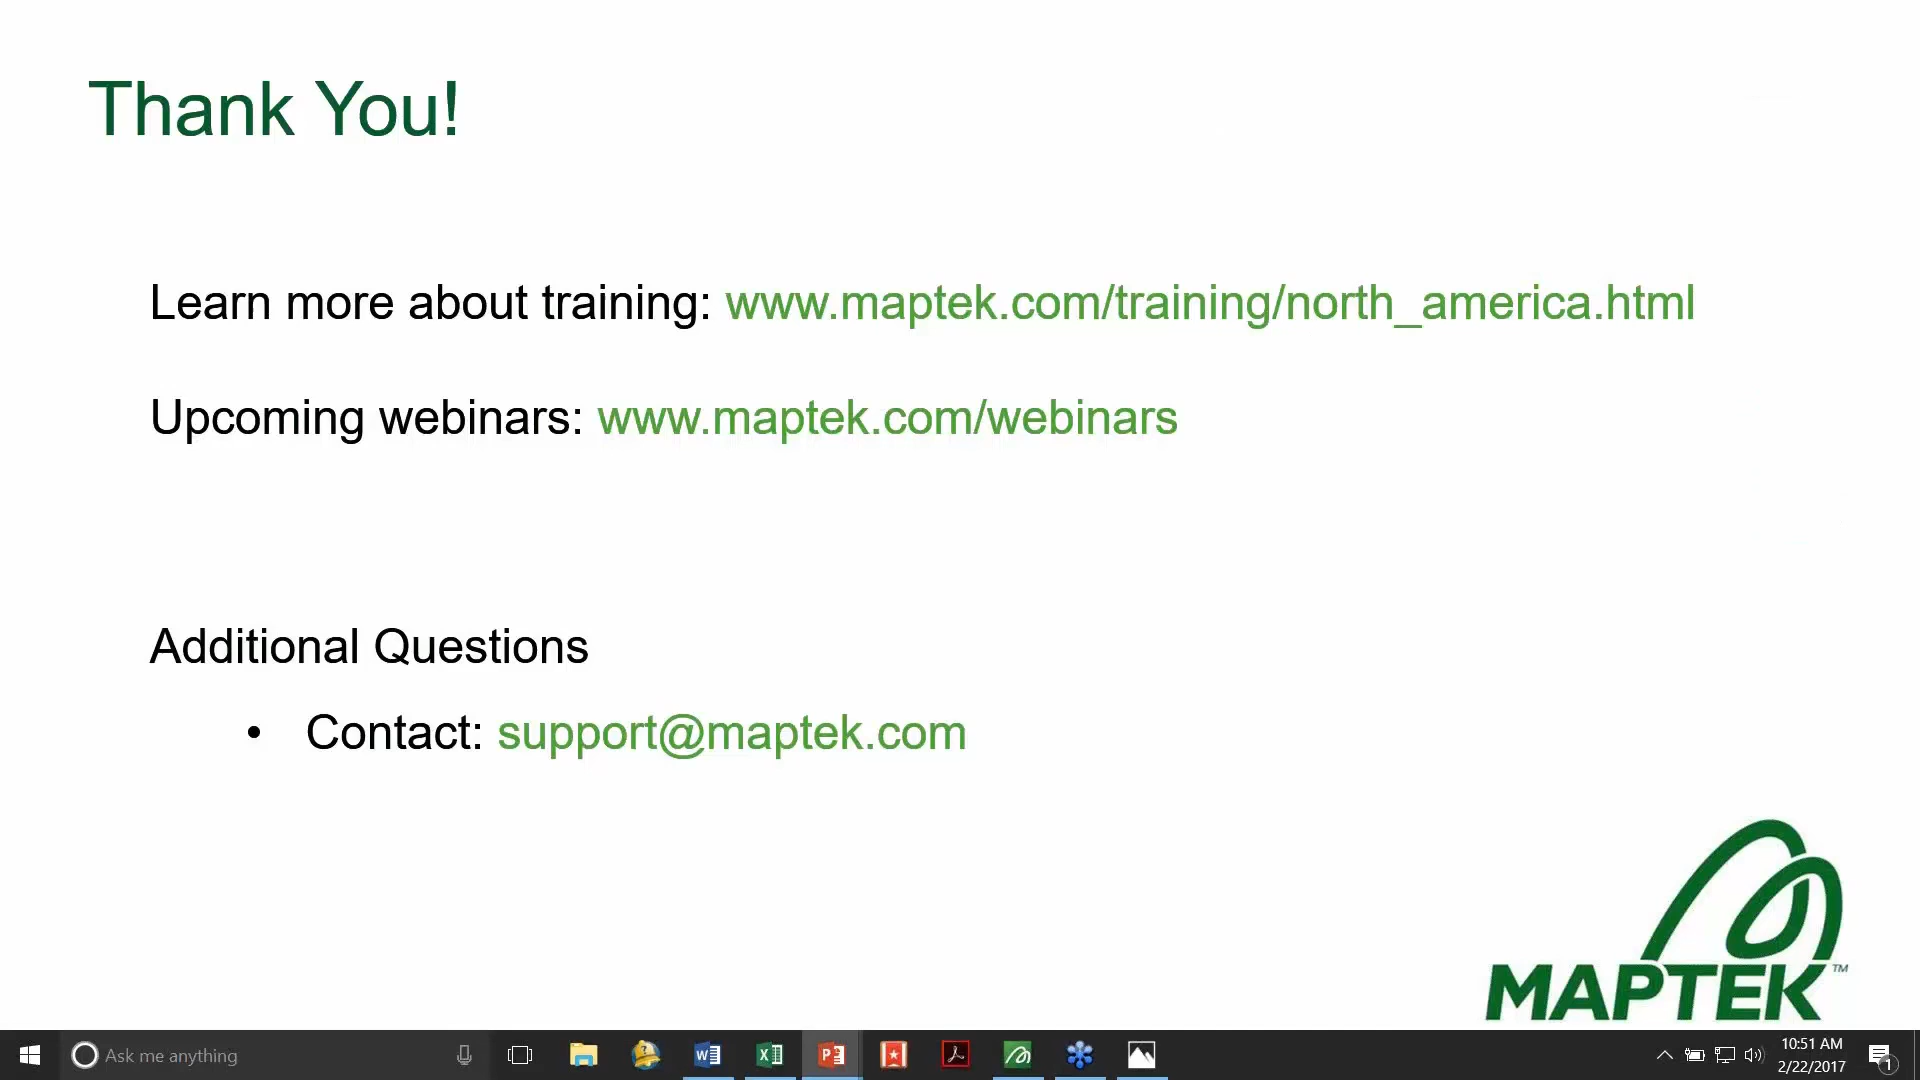 Thank You!
Learn more about training: www.maptek.com/training/north_america.html
Upcoming webinars: www.maptek.com/webinars
Additional Questions
• Contact: support@maptek.com
MAPTEK™
Ask me anything
10:51 AM
2/22/2017
1